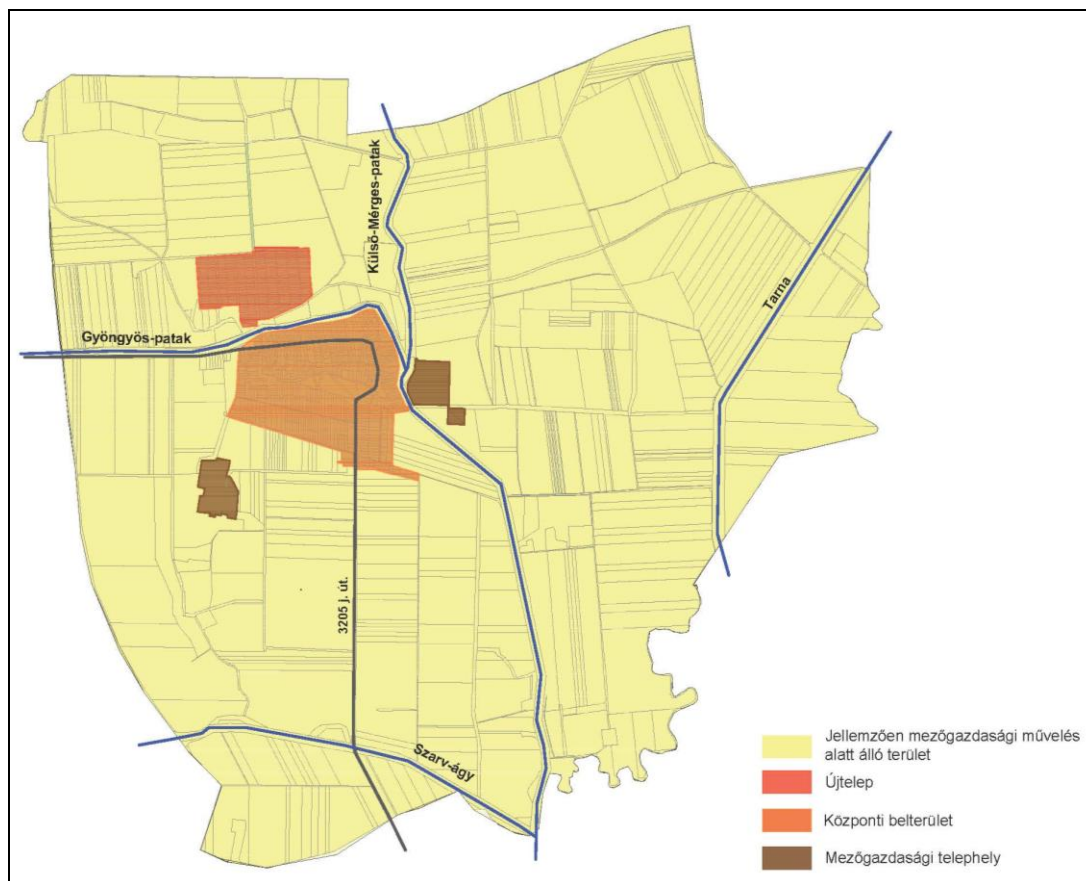 Külső-Mérges-patak
Gyöngyös-patak
Tarna
3205 j. út.
Szarv-ágy
Jellemzően mezőgazdasági művelés
alatt álló terület
Újtelep
Központi belterület
Mezőgazdasági telephely